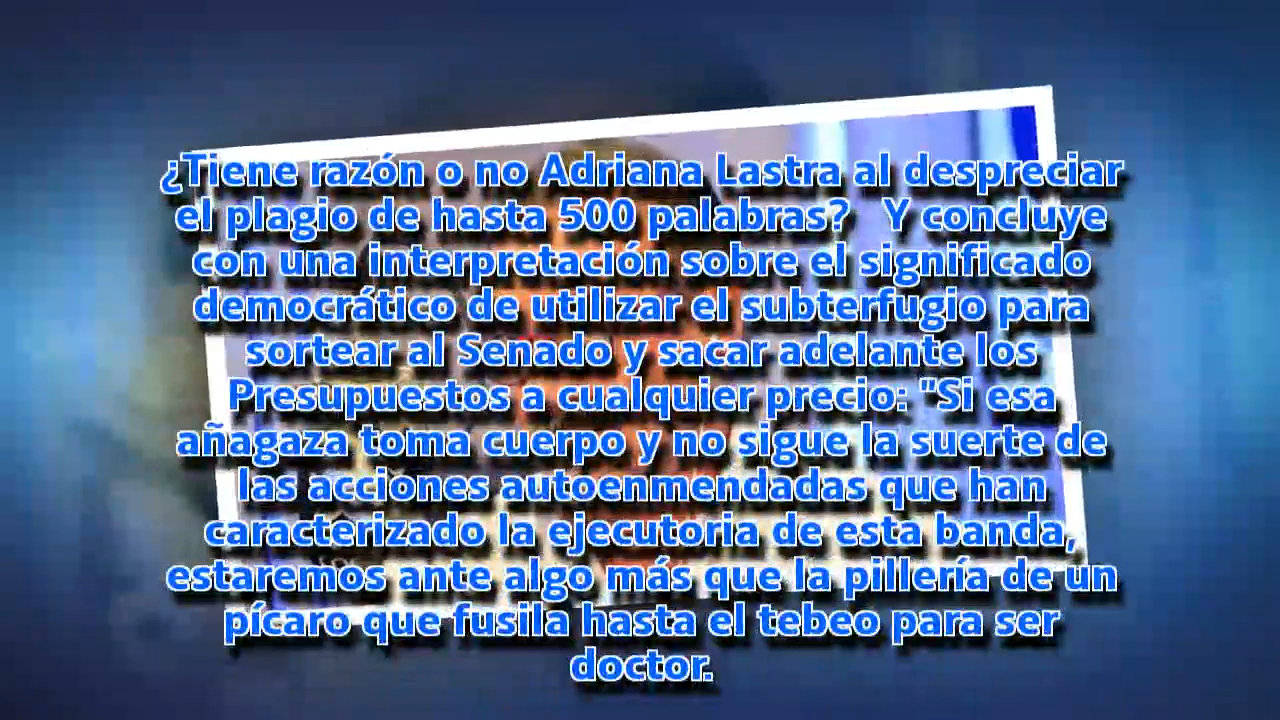 ¿Tiene razón o no Adriana Lastra al despreciar
el plagio de hasta 500 palabras?   Y concluye
con una interpretación sobre el significado
democrático de utilizar el subterfugio para
sortear al Senado y sacar adelante los
Presupuestos a cualquier precio: "Si esa
añagaza toma cuerpo y no sigue la suerte de
las acciones autoenmendadas que han
caracterizado la ejecutoria de esta banda,
estaremos ante algo más que la pillería de un
pícaro que fusila hasta el tebeo para ser
doctor.